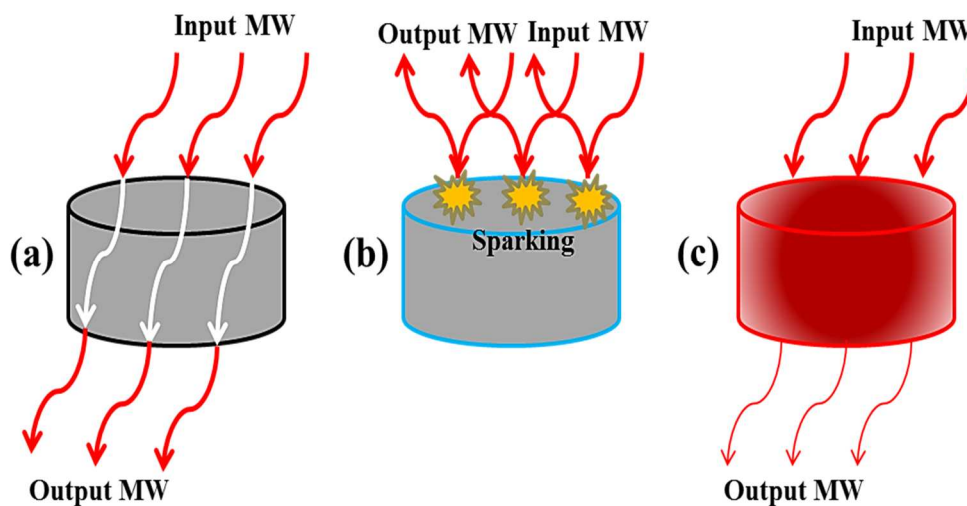 Input MW
Output MW Input MW
Input MW
(a)
(b)
Sparking
(c)
Output MW
Output MW